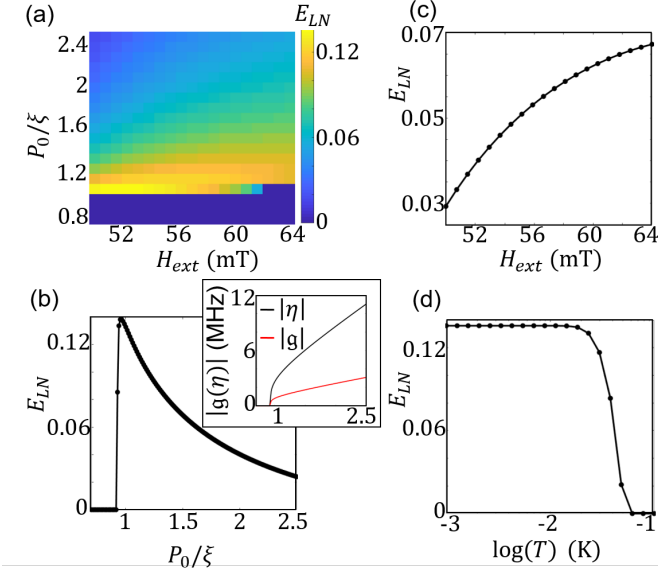 (a)
E_LN
2.4
2
1.6
1.2
0.8
P_0/ξ
0.12
0.06
0
52
56
60
64
H_ext (mT)
(c)
0.07
0.05
0.03
E_LN
52
56
60
64
H_ext (mT)
(b)
0.12
0.06
0
E_LN
1
1.5
2
2.5
P_0/ξ
12
6
0
|g(η)| (MHz)
|η|
|g|
1
2.5
(d)
0.12
0.06
0
E_LN
-3
-2
-1
log(T) (K)